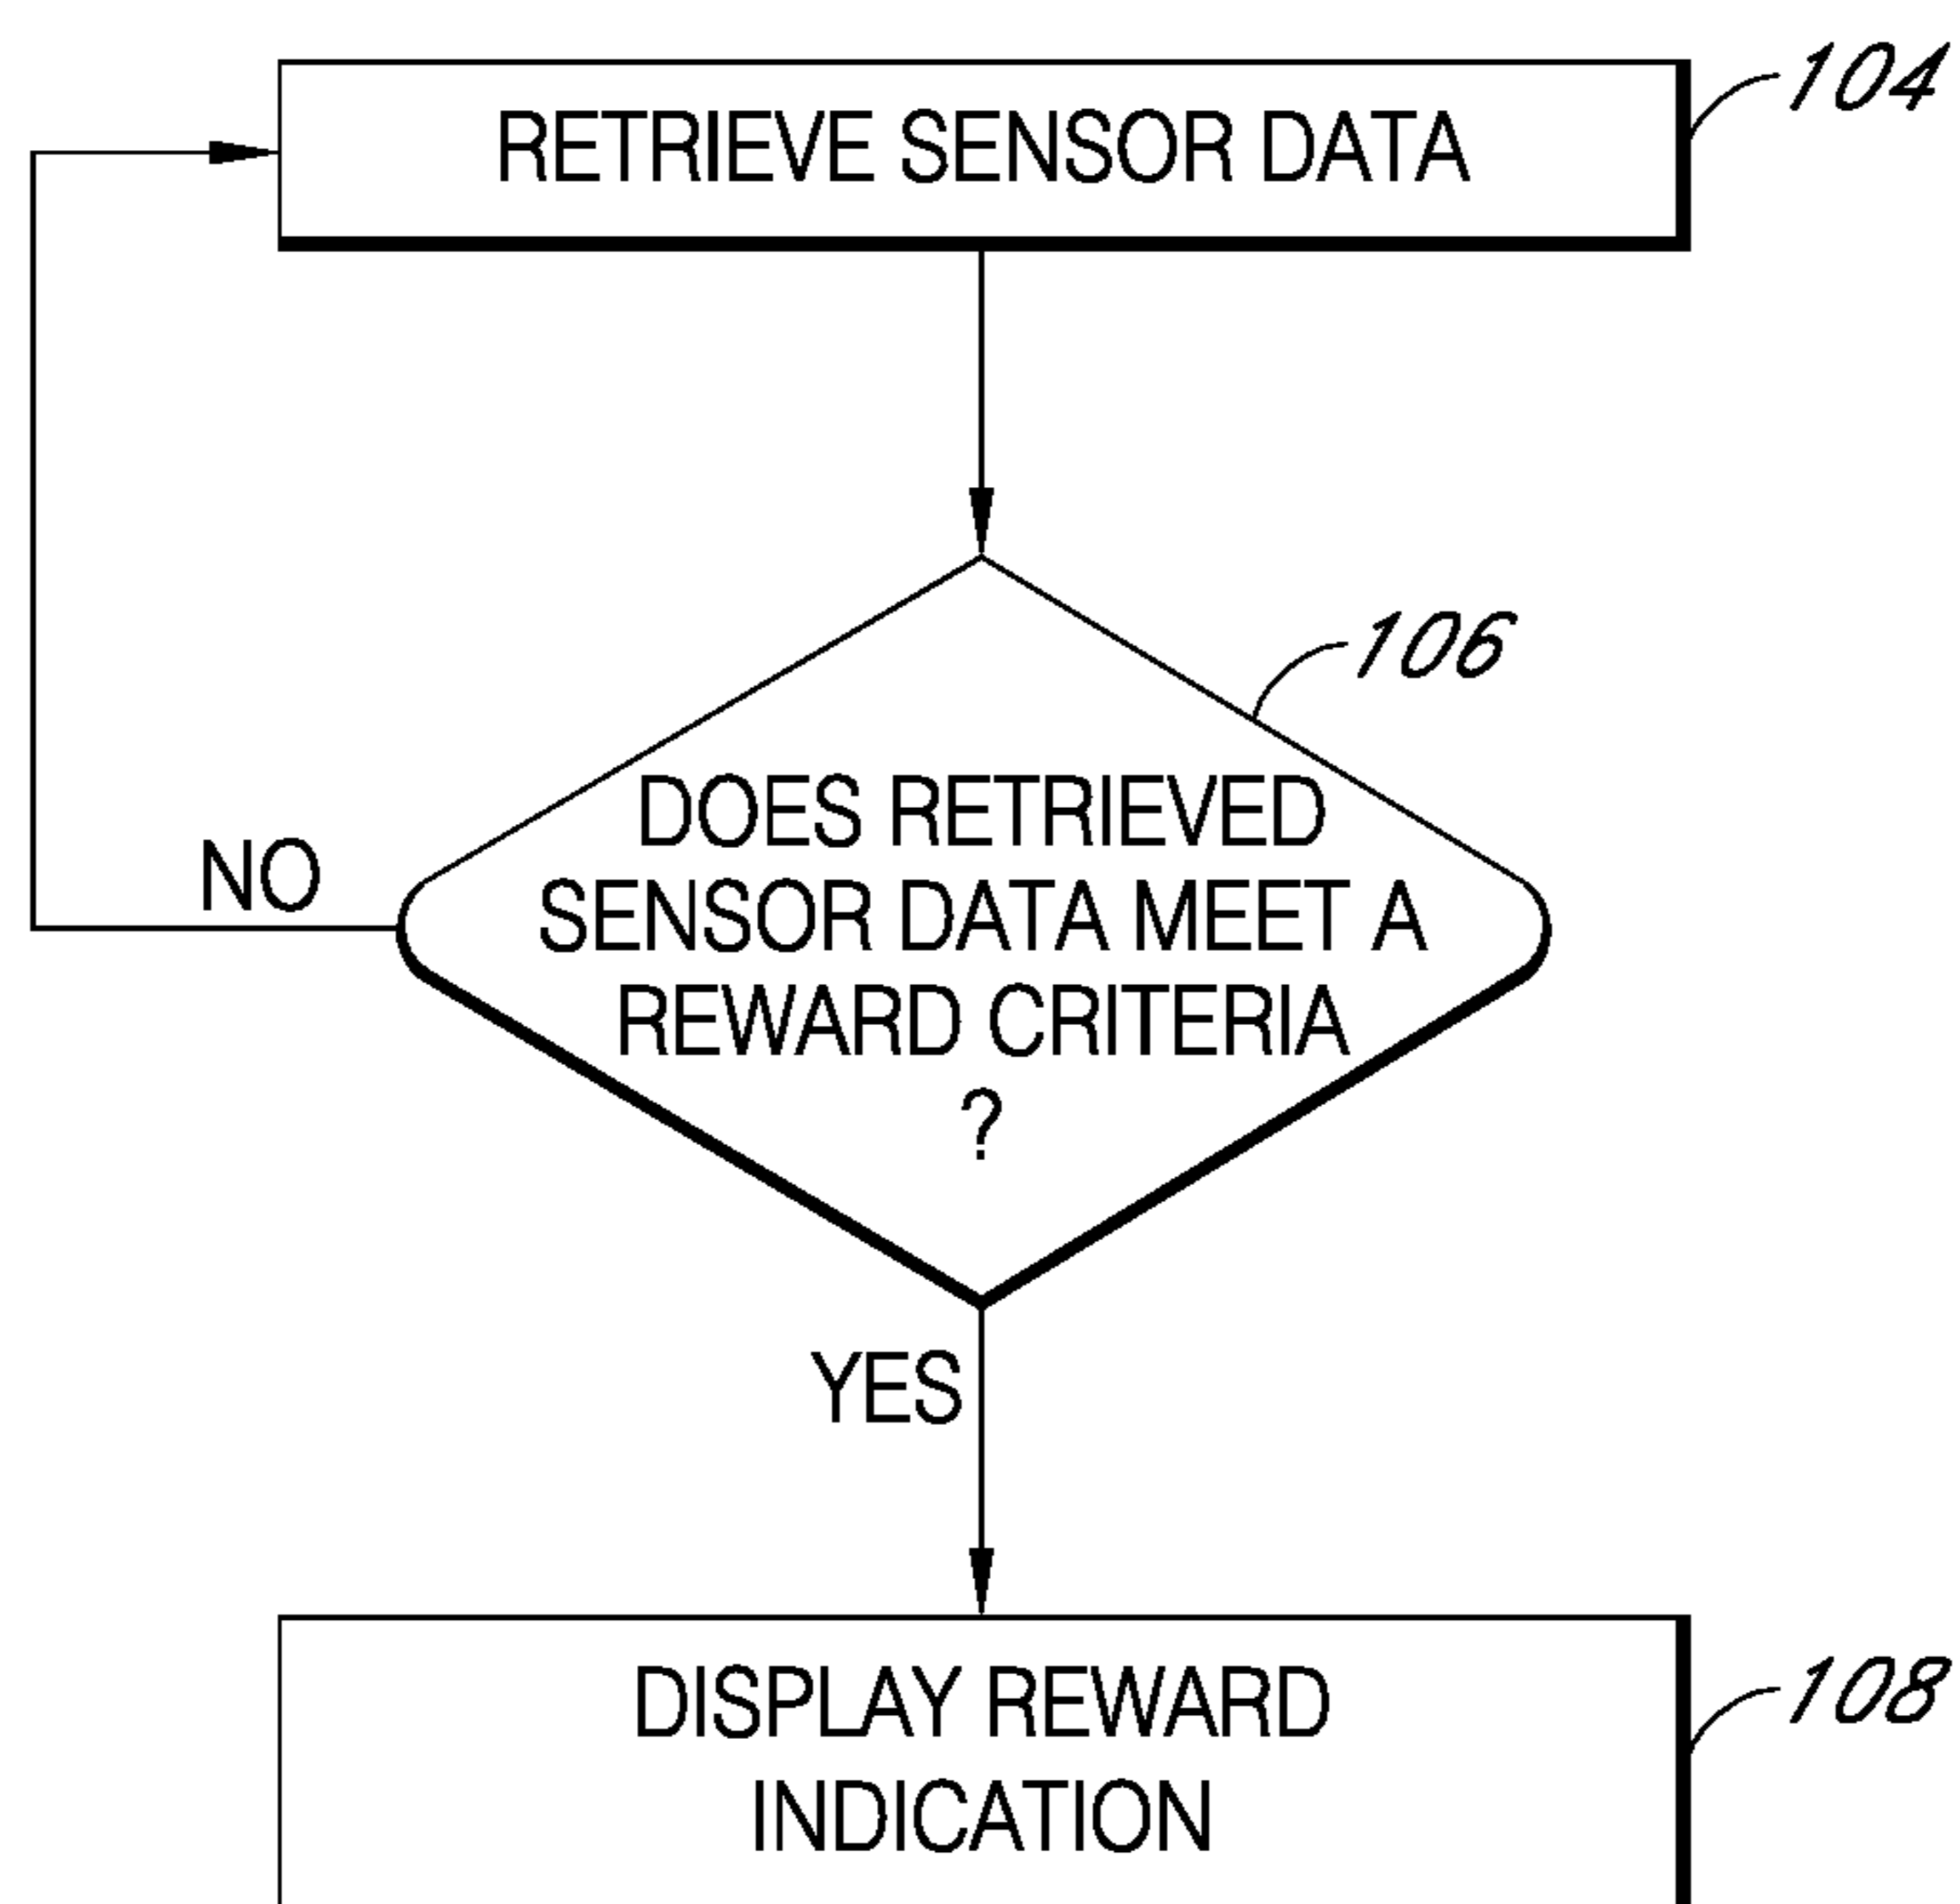 RETRIEVE SENSOR DATA
104
106
DOES RETRIEVED
SENSOR DATA MEET A
REWARD CRITERIA
?
NO
YES
DISPLAY REWARD
INDICATION
108